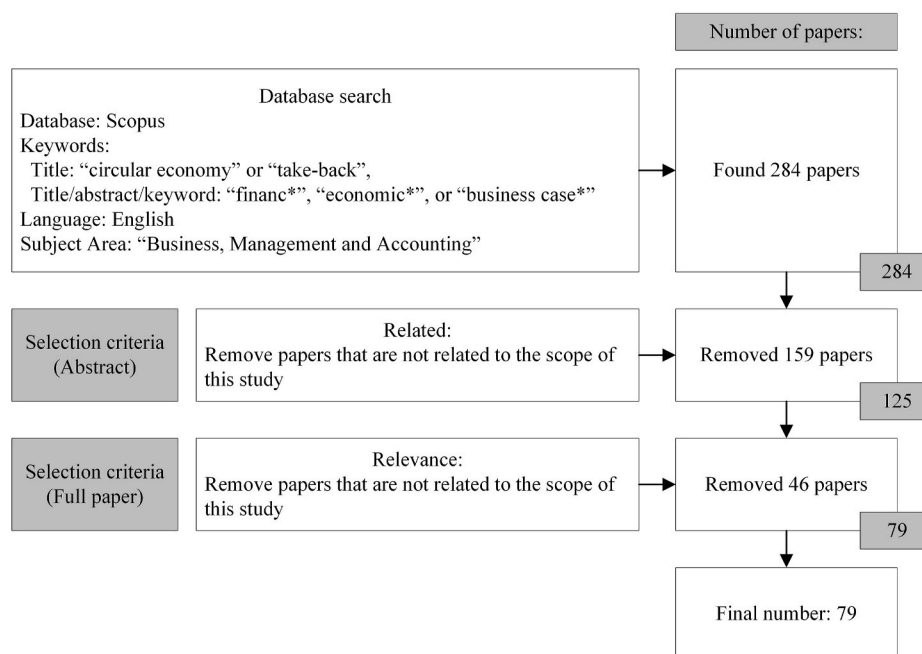 Number of papers:
Database search
Database: Scopus
Keywords:
Title: “circular economy” or “take-back”,
Title/abstract/keyword: “financ*”, “economic*”, or “business case*”
Language: English
Subject Area: “Business, Management and Accounting”
Found 284 papers
284
Selection criteria
(Abstract)
Related:
Remove papers that are not related to the scope of
this study
Removed 159 papers
125
Selection criteria
(Full paper)
Relevance:
Remove papers that are not related to the scope of
this study
Removed 46 papers
79
Final number: 79